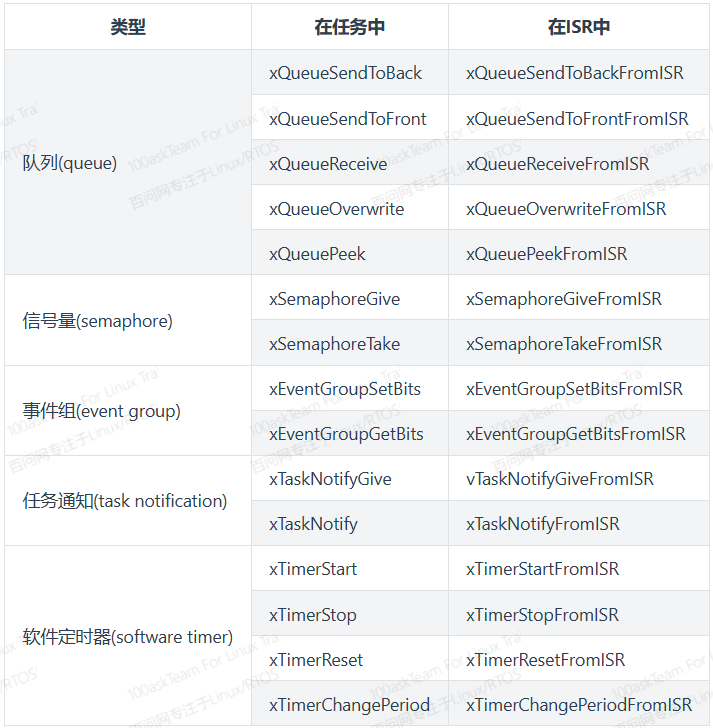 类型 在任务中 在ISR中
队列(queue) xQueueSendToBack xQueueSendToBackFromISR
xQueueSendToFront xQueueSendToFrontFromISR
xQueueReceive xQueueReceiveFromISR
xQueueOverwrite xQueueOverwriteFromISR
xQueuePeek xQueuePeekFromISR
信号量(semaphore) xSemaphoreGive xSemaphoreGiveFromISR
xSemaphoreTake xSemaphoreTakeFromISR
事件组(event group) xEventGroupSetBits xEventGroupSetBitsFromISR
xEventGroupGetBits xEventGroupGetBitsFromISR
任务通知(task notification) xTaskNotifyGive vTaskNotifyGiveFromISR
xTaskNotify xTaskNotifyFromISR
软件定时器(software timer) xTimerStart xTimerStartFromISR
xTimerStop xTimerStopFromISR
xTimerReset xTimerResetFromISR
xTimerChangePeriod xTimerChangePeriodFromISR
100askTeam For Linux Tra
百问网专注于Linux/RTOS